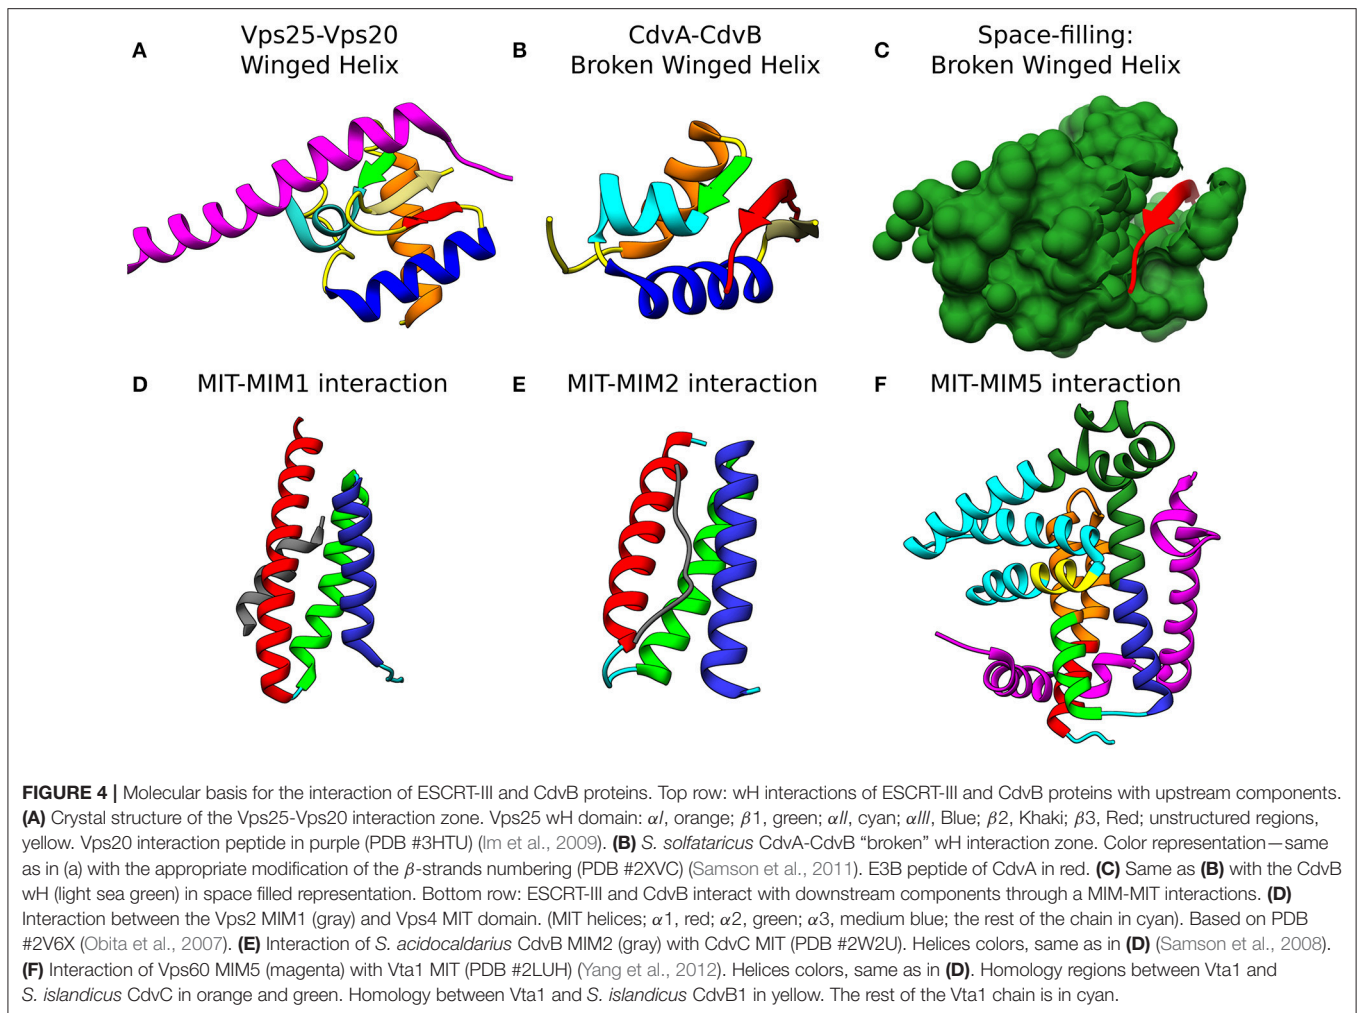 A
Vps25-Vps20
Winged Helix
B
CdvA-CdvB
Broken Winged Helix
C
Space-filling:
Broken Winged Helix
D
MIT-MIM1 interaction
E
MIT-MIM2 interaction
F
MIT-MIM5 interaction
FIGURE 4 | Molecular basis for the interaction of ESCRT-III and CdvB proteins. Top row: wH interactions of ESCRT-III and CdvB proteins with upstream components.
(A) Crystal structure of the Vps25-Vps20 interaction zone. Vps25 wH domain: αI, orange; β1, green; αII, cyan; αIII, Blue; β2, Khaki; β3, Red; unstructured regions,
yellow. Vps20 interaction peptide in purple (PDB #3HTU) (Im et al., 2009). (B) S. solfataricus CdvA-CdvB “broken” wH interaction zone. Color representation—same
as in (a) with the appropriate modification of the β-strands numbering (PDB #2XVC) (Samson et al., 2011). E3B peptide of CdvA in red. (C) Same as (B) with the CdvB
wH (light sea green) in space filled representation. Bottom row: ESCRT-III and CdvB interact with downstream components through a MIM-MIT interactions. (D)
Interaction between the Vps2 MIM1 (gray) and Vps4 MIT domain. (MIT helices; α1, red; α2, green; α3, medium blue; the rest of the chain in cyan). Based on PDB
#2V6X (Obita et al., 2007). (E) Interaction of S. acidocaldarius CdvB MIM2 (gray) with CdvC MIT (PDB #2W2U). Helices colors, same as in (D) (Samson et al., 2008).
(F) Interaction of Vps60 MIM5 (magenta) with Vta1 MIT (PDB #2LUH) (Yang et al., 2012). Helices colors, same as in (D). Homology regions between Vta1 and
S. islandicus CdvC in orange and green. Homology between Vta1 and S. islandicus CdvB1 in yellow. The rest of the Vta1 chain is in cyan.